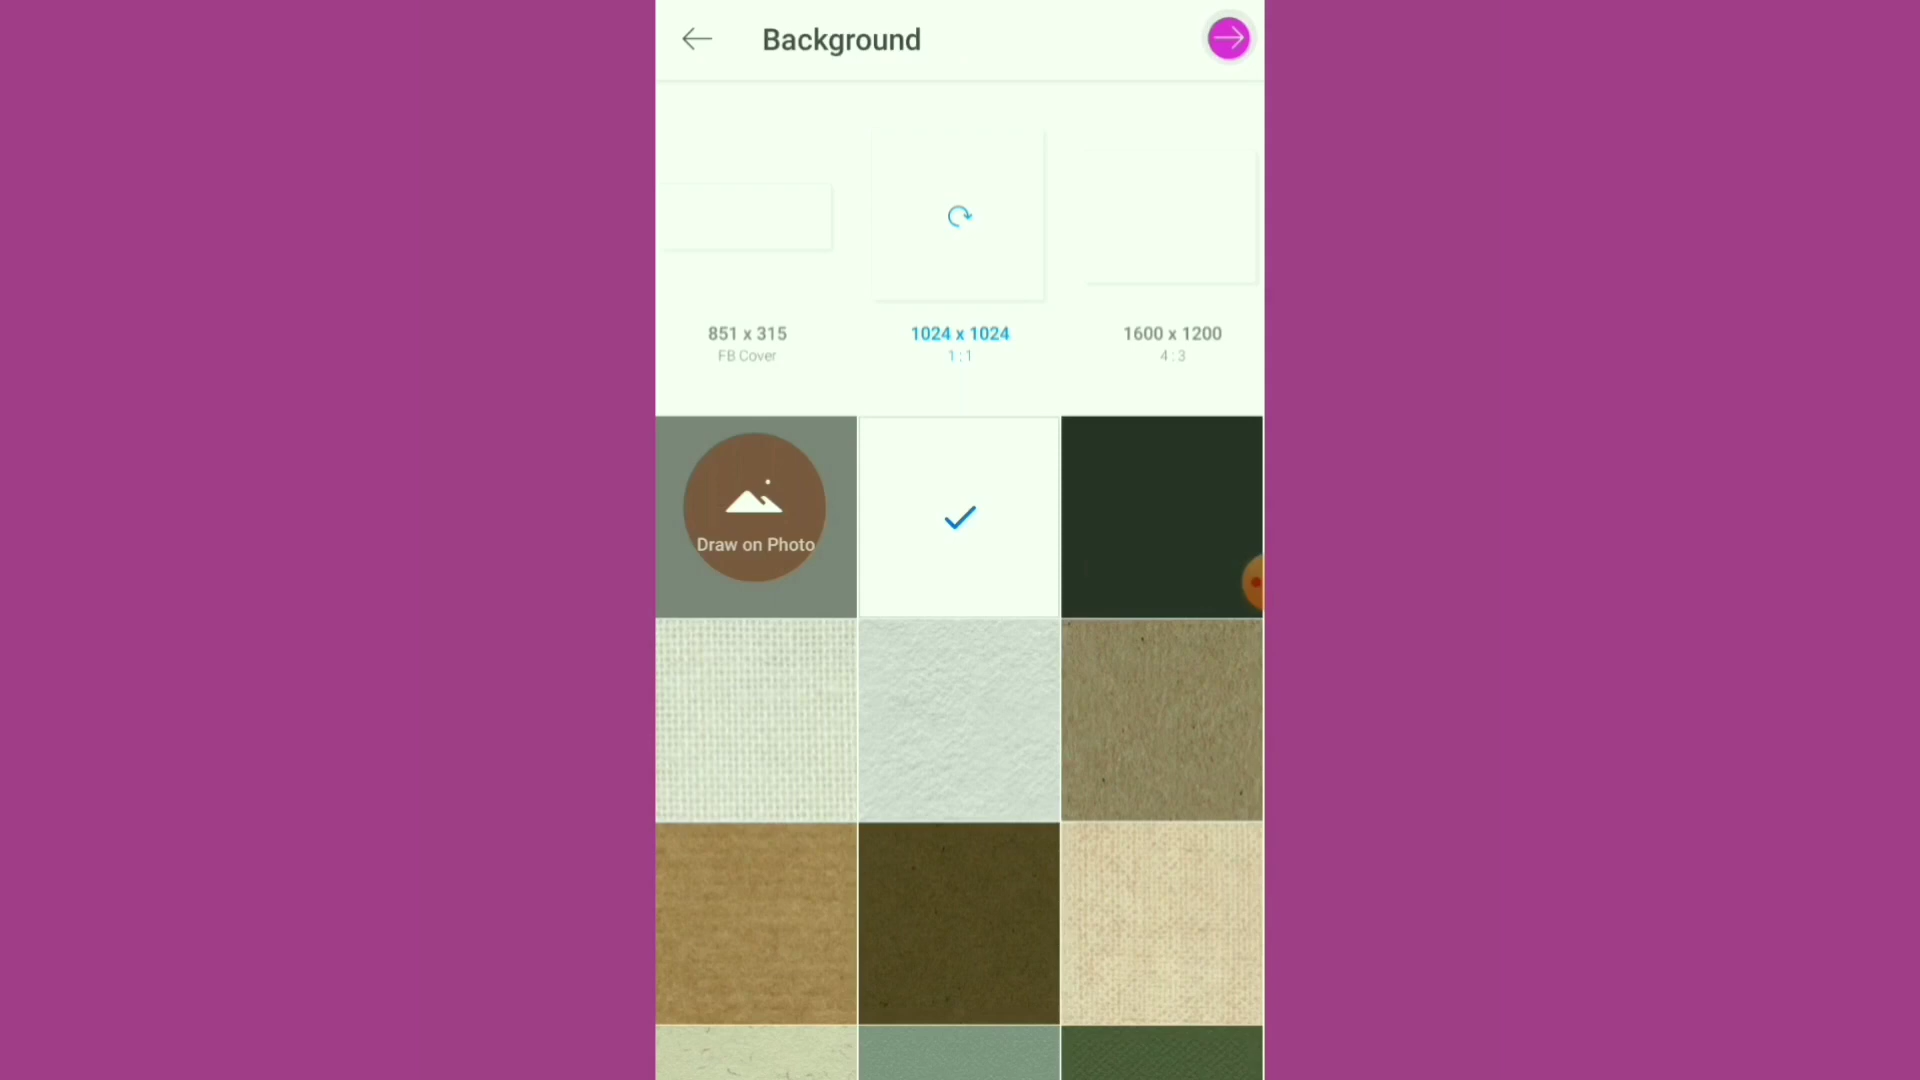 Background
851 x 315
FB Cover
1024 x 1024
1 : 1
1600 x 1200
4 : 3
Draw on Photo